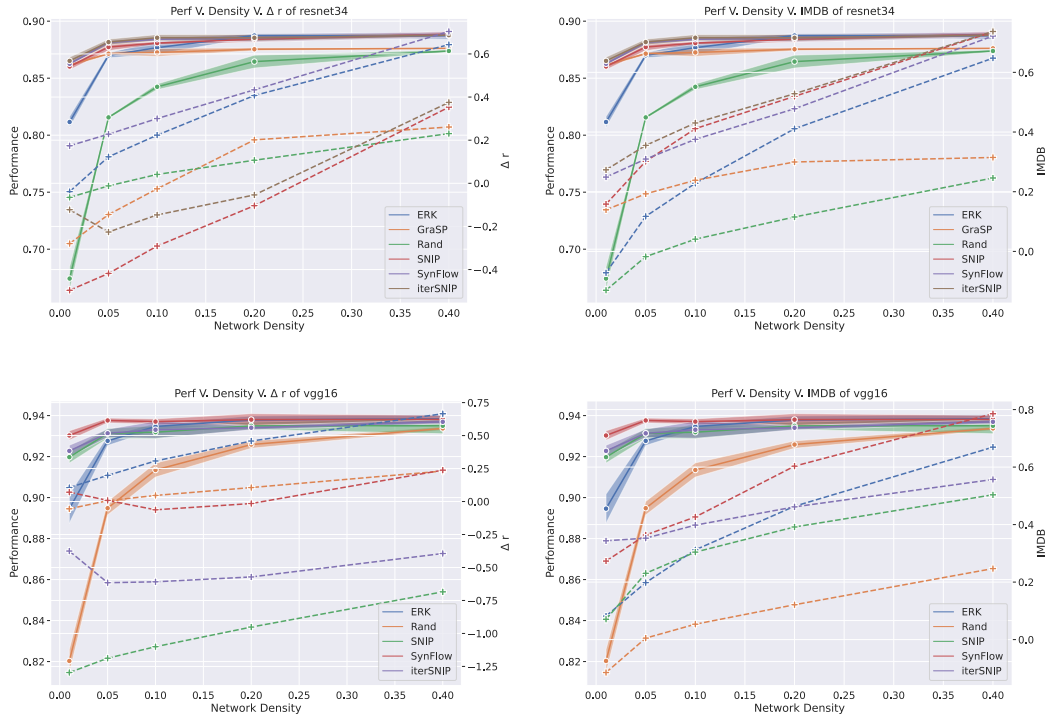 Perf V. Density V. Δ r of resnet34
0.90
0.85
0.80
0.75
0.70
Performance
0.6
0.4
0.2
0.0
−0.2
−0.4
Δ r
ERK
GraSP
Rand
SNIP
SynFlow
iterSNIP
0.00 0.05 0.10 0.15 0.20 0.25 0.30 0.35 0.40
Network Density
Perf V. Density V. IMDB of resnet34
0.90
0.85
0.80
0.75
0.70
Performance
0.6
0.4
0.2
0.0
IMDB
ERK
GraSP
Rand
SNIP
SynFlow
iterSNIP
0.00 0.05 0.10 0.15 0.20 0.25 0.30 0.35 0.40
Network Density
Perf V. Density V. Δ r of vgg16
0.94
0.92
0.90
0.88
0.86
0.84
0.82
Performance
0.75
0.50
0.25
0.00
−0.25
−0.50
−0.75
−1.00
−1.25
Δ r
ERK
Rand
SNIP
SynFlow
iterSNIP
0.00 0.05 0.10 0.15 0.20 0.25 0.30 0.35 0.40
Network Density
Perf V. Density V. IMDB of vgg16
0.94
0.92
0.90
0.88
0.86
0.84
0.82
Performance
0.8
0.6
0.4
0.2
0.0
IMDB
ERK
Rand
SNIP
SynFlow
iterSNIP
0.00 0.05 0.10 0.15 0.20 0.25 0.30 0.35 0.40
Network Density